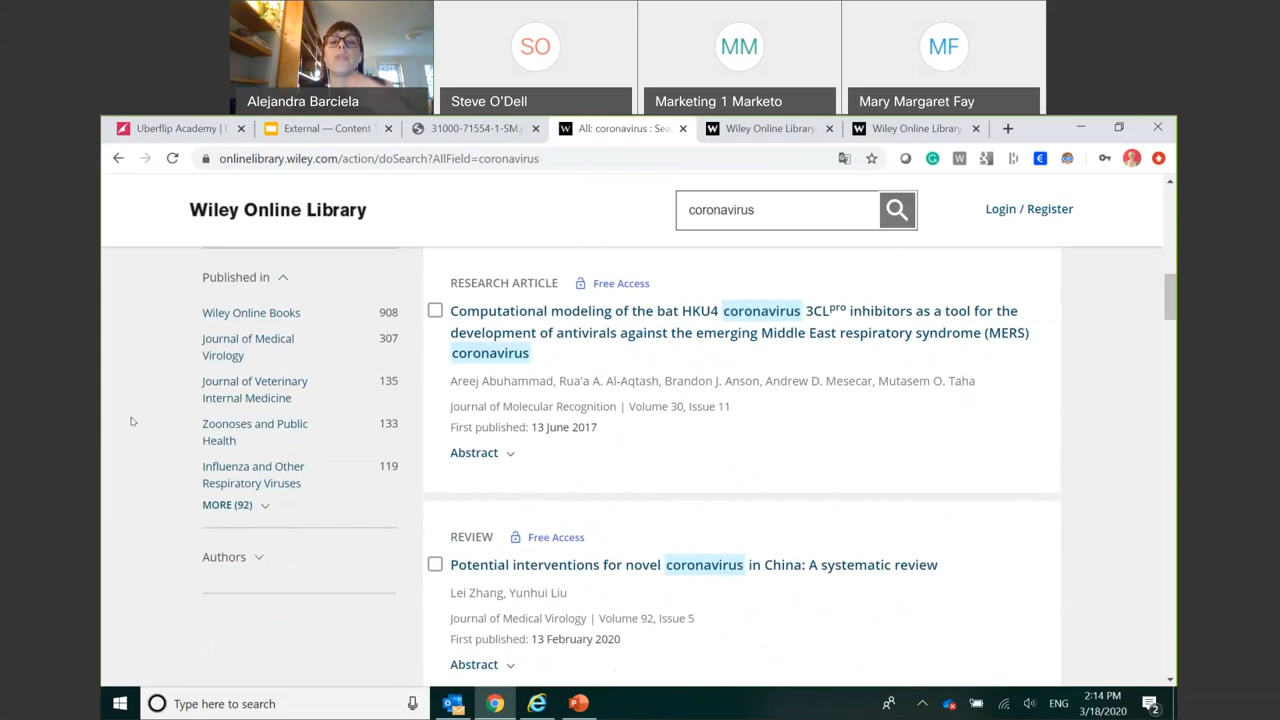 SO
MM
MF
Alejandra Barciela
Steve O'Dell
Marketing 1 Marketo
Mary Margaret Fay
Uberflip Academy |
External — Content
31000-71554-1-SM.
All: coronavirus : Sea
Wiley Online Library
Wiley Online Library
onlinelibrary.wiley.com/action/doSearch?AllField=coronavirus
Wiley Online Library
coronavirus
Login / Register
Published in
Wiley Online Books 908
Journal of Medical 307
Virology
Journal of Veterinary 135
Internal Medicine
Zoonoses and Public 133
Health
Influenza and Other 119
Respiratory Viruses
MORE (92)
Authors
RESEARCH ARTICLE Free Access
Computational modeling of the bat HKU4 coronavirus 3CLpro inhibitors as a tool for the
development of antivirals against the emerging Middle East respiratory syndrome (MERS)
coronavirus
Areej Abuhammad, Rua'a A. Al-Aqtash, Brandon J. Anson, Andrew D. Mesecar, Mutasem O. Taha
Journal of Molecular Recognition | Volume 30, Issue 11
First published: 13 June 2017
Abstract
REVIEW Free Access
Potential interventions for novel coronavirus in China: A systematic review
Lei Zhang, Yunhui Liu
Journal of Medical Virology | Volume 92, Issue 5
First published: 13 February 2020
Abstract
Type here to search
ENG
2:14 PM
3/18/2020
2